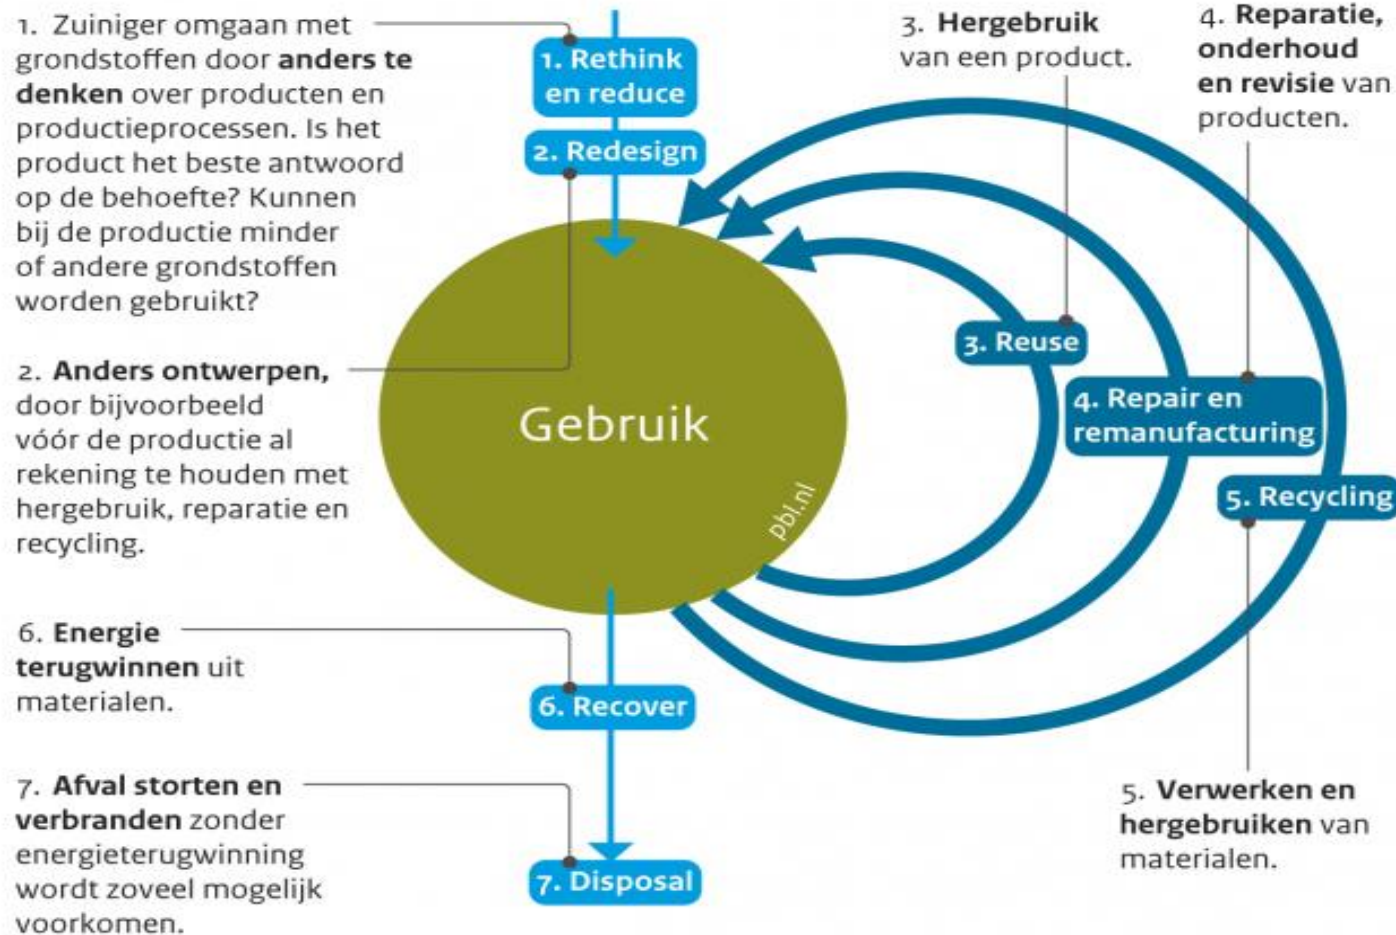 1. Zuiniger omgaan met
grondstoffen door anders te
denken over producten en
productieprocessen. Is het
product het beste antwoord
op de behoefte? Kunnen
bij de productie minder
of andere grondstoffen
worden gebruikt?
2. Anders ontwerpen,
door bijvoorbeeld
vóór de productie al
rekening te houden met
hergebruik, reparatie en
recycling.
6. Energie
terugwinnen uit
materialen.
7. Afval storten en
verbranden zonder
energieterugwinning
wordt zoveel mogelijk
voorkomen.
1. Rethink
en reduce
2. Redesign
Gebruik
pbl.nl
6. Recover
7. Disposal
3. Hergebruik
van een product.
4. Reparatie,
onderhoud
en revisie van
producten.
3. Reuse
4. Repair en
remanufacturing
5. Recycling
5. Verwerken en
hergebruiken van
materialen.